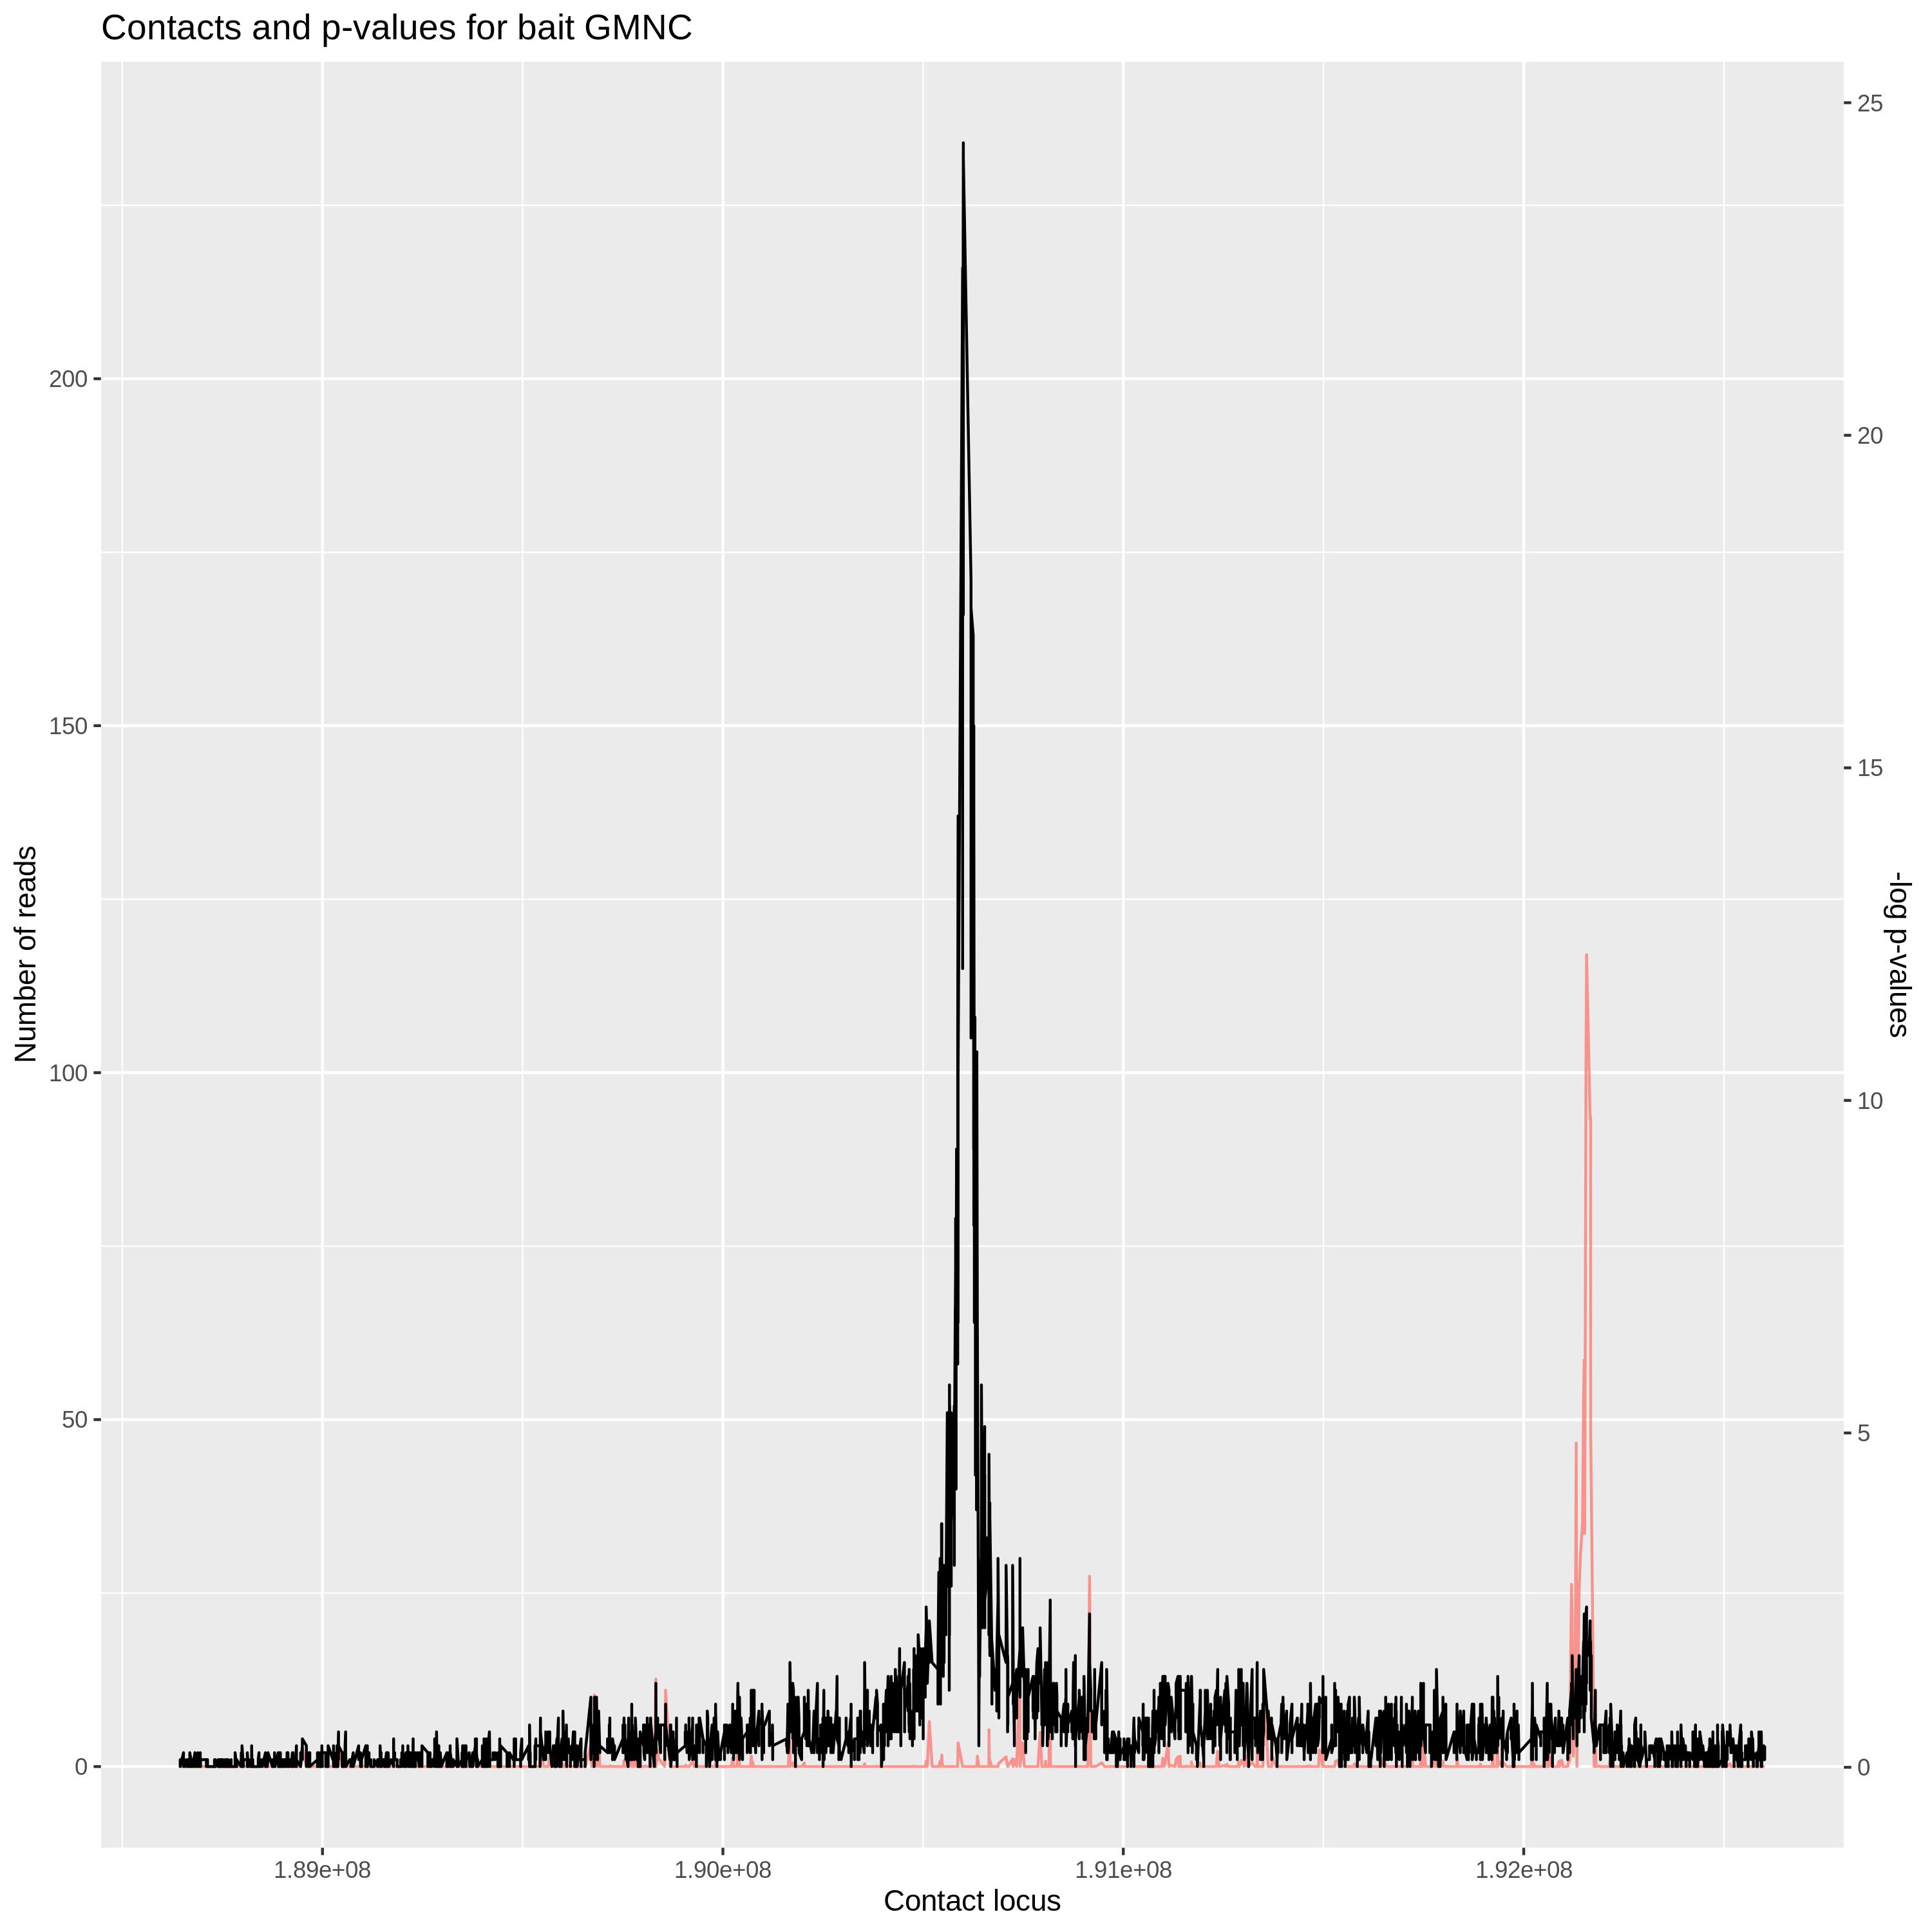 Contacts and p-values for bait GMNC
Number of reads
200
150
100
50
0
25
20
15
10
5
0
-log p-values
1.89e+08
1.90e+08
1.91e+08
1.92e+08
Contact locus